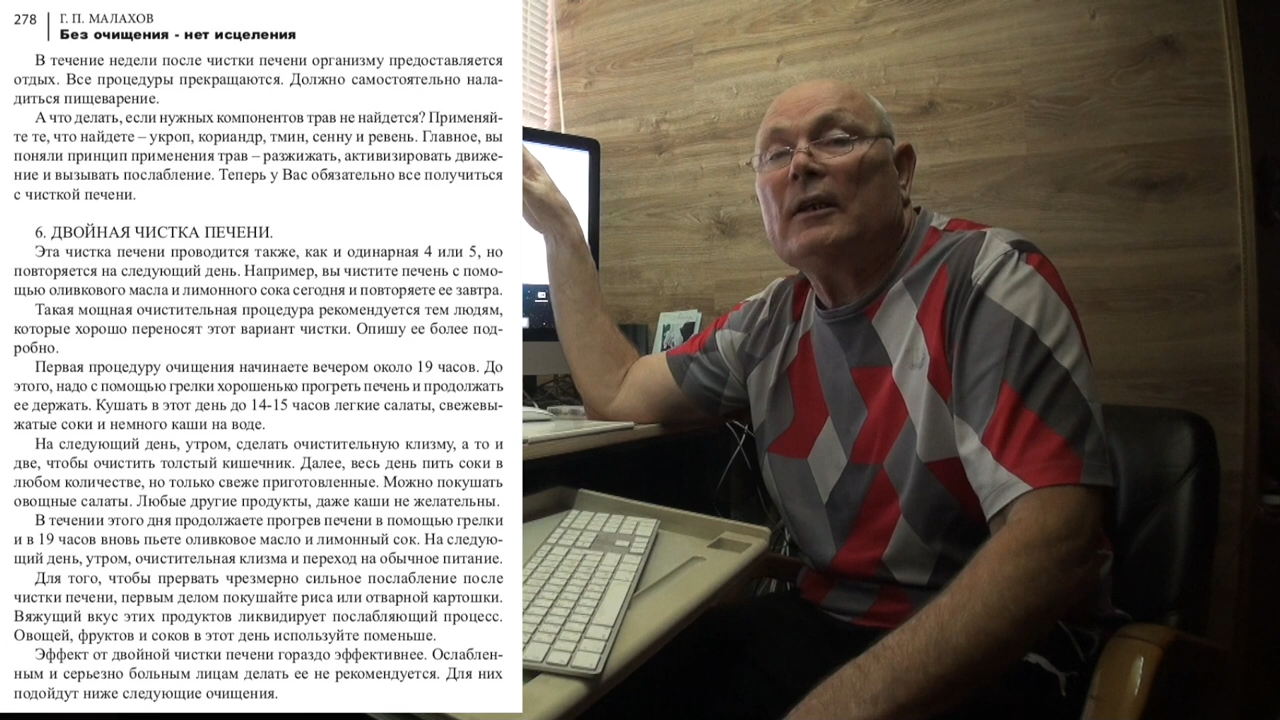 278
Г. П. МАЛАХОВ
Без очищения - нет исцеления
В течение недели после чистки печени организму предоставляется
отдых. Все процедуры прекращаются. Должно самостоятельно нала-
диться пищеварение.
А что делать, если нужных компонентов трав не найдется? Применяй-
те те, что найдете – укроп, кориандр, тмин, сенну и ревень. Главное, вы
поняли принцип применения трав – разжижать, активизировать движе-
ние и вызывать послабление. Теперь у Вас обязательно все получиться
с чисткой печени.
6. ДВОЙНАЯ ЧИСТКА ПЕЧЕНИ.
Эта чистка печени проводится также, как и одинарная 4 или 5, но
повторяется на следующий день. Например, вы чистите печень с помо-
щью оливкового масла и лимонного сока сегодня и повторяете ее завтра.
Такая мощная очистительная процедура рекомендуется тем людям,
которые хорошо переносят этот вариант чистки. Опишу ее более под-
робно.
Первая процедуру очищения начинаете вечером около 19 часов. До
этого, надо с помощью грелки хорошенько прогреть печень и продолжать
ее держать. Кушать в этот день до 14-15 часов легкие салаты, свежевы-
жатые соки и немного каши на воде.
На следующий день, утром, сделать очистительную клизму, а то и
две, чтобы очистить толстый кишечник. Далее, весь день пить соки в
любом количестве, но только свеже приготовленные. Можно покушать
овощные салаты. Любые другие продукты, даже каши не желательны.
В течении этого дня продолжаете прогрев печени в помощью грелки
и в 19 часов вновь пьете оливковое масло и лимонный сок. На следую-
щий день, утром, очистительная клизма и переход на обычное питание.
Для того, чтобы прервать чрезмерно сильное послабление после
чистки печени, первым делом покушайте риса или отварной картошки.
Вяжущий вкус этих продуктов ликвидирует послабляющий процесс.
Овощей, фруктов и соков в этот день используйте поменьше.
Эффект от двойной чистки печени гораздо эффективнее. Ослаблен-
ным и серьезно больным лицам делать ее не рекомендуется. Для них
подойдут ниже следующие очищения.